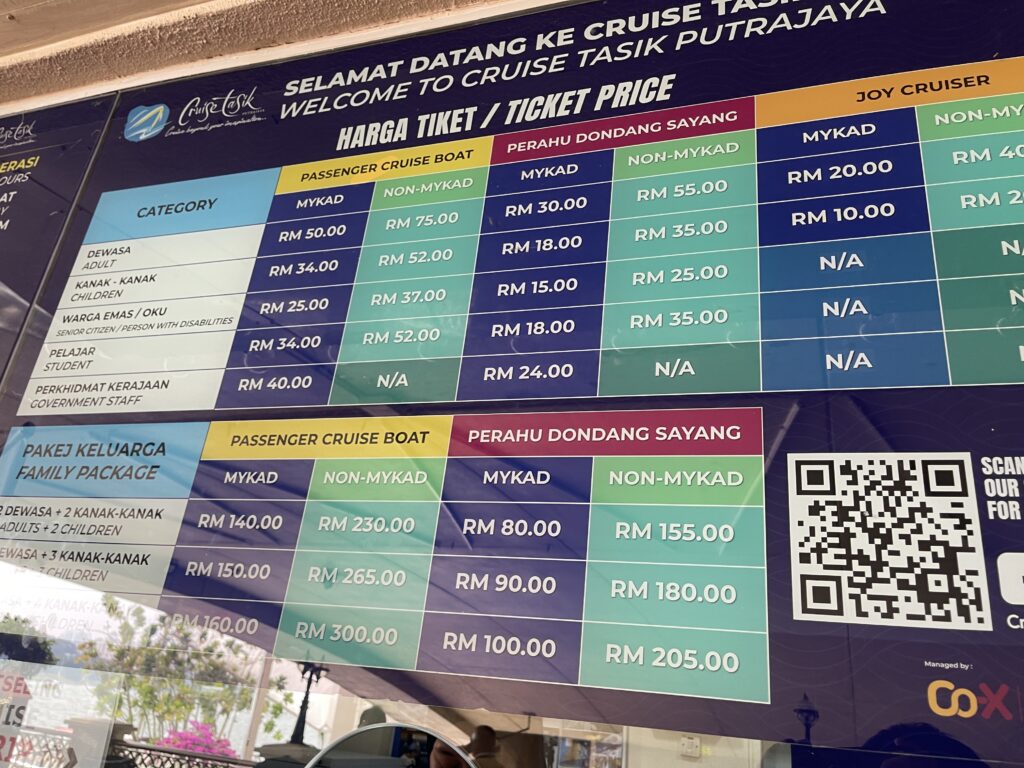 SELAMAT DATANG KE CRUISE
WELCOME TO CRUISE TASIK PUTRAJAYA
Cruise Tasik
HARGA TIKET / TICKET PRICE
CATEGORY
PASSENGER CRUISE BOAT
PERAHU DONDANG SAYANG
JOY CRUISER
MYKAD NON-MYKAD MYKAD NON-MYKAD MYKAD
DEWASA
ADULT
RM 50.00 RM 75.00 RM 30.00 RM 55.00 RM 20.00
KANAK - KANAK
CHILDREN
RM 34.00 RM 52.00 RM 18.00 RM 35.00 RM 10.00
WARGA EMAS / OKU
SENIOR CITIZEN / PERSON WITH DISABILITIES
RM 25.00 RM 37.00 RM 15.00 RM 25.00 N/A
PELAJAR
STUDENT
RM 34.00 RM 52.00 RM 18.00 RM 35.00 N/A
PERKHIDMAT KERAJAAN
GOVERNMENT STAFF
RM 40.00 N/A RM 24.00 N/A N/A
PAKEJ KELUARGA
FAMILY PACKAGE
PASSENGER CRUISE BOAT
PERAHU DONDANG SAYANG
MYKAD NON-MYKAD MYKAD NON-MYKAD
2 DEWASA + 2 KANAK-KANAK
ADULTS + 2 CHILDREN
RM 140.00 RM 230.00 RM 80.00 RM 155.00
+ 3 KANAK-KANAK
3 CHILDREN
RM 150.00 RM 265.00 RM 90.00 RM 180.00
RM 160.00 RM 300.00 RM 100.00 RM 205.00
SCAN
OUR
FOR
Managed by :
Co-X